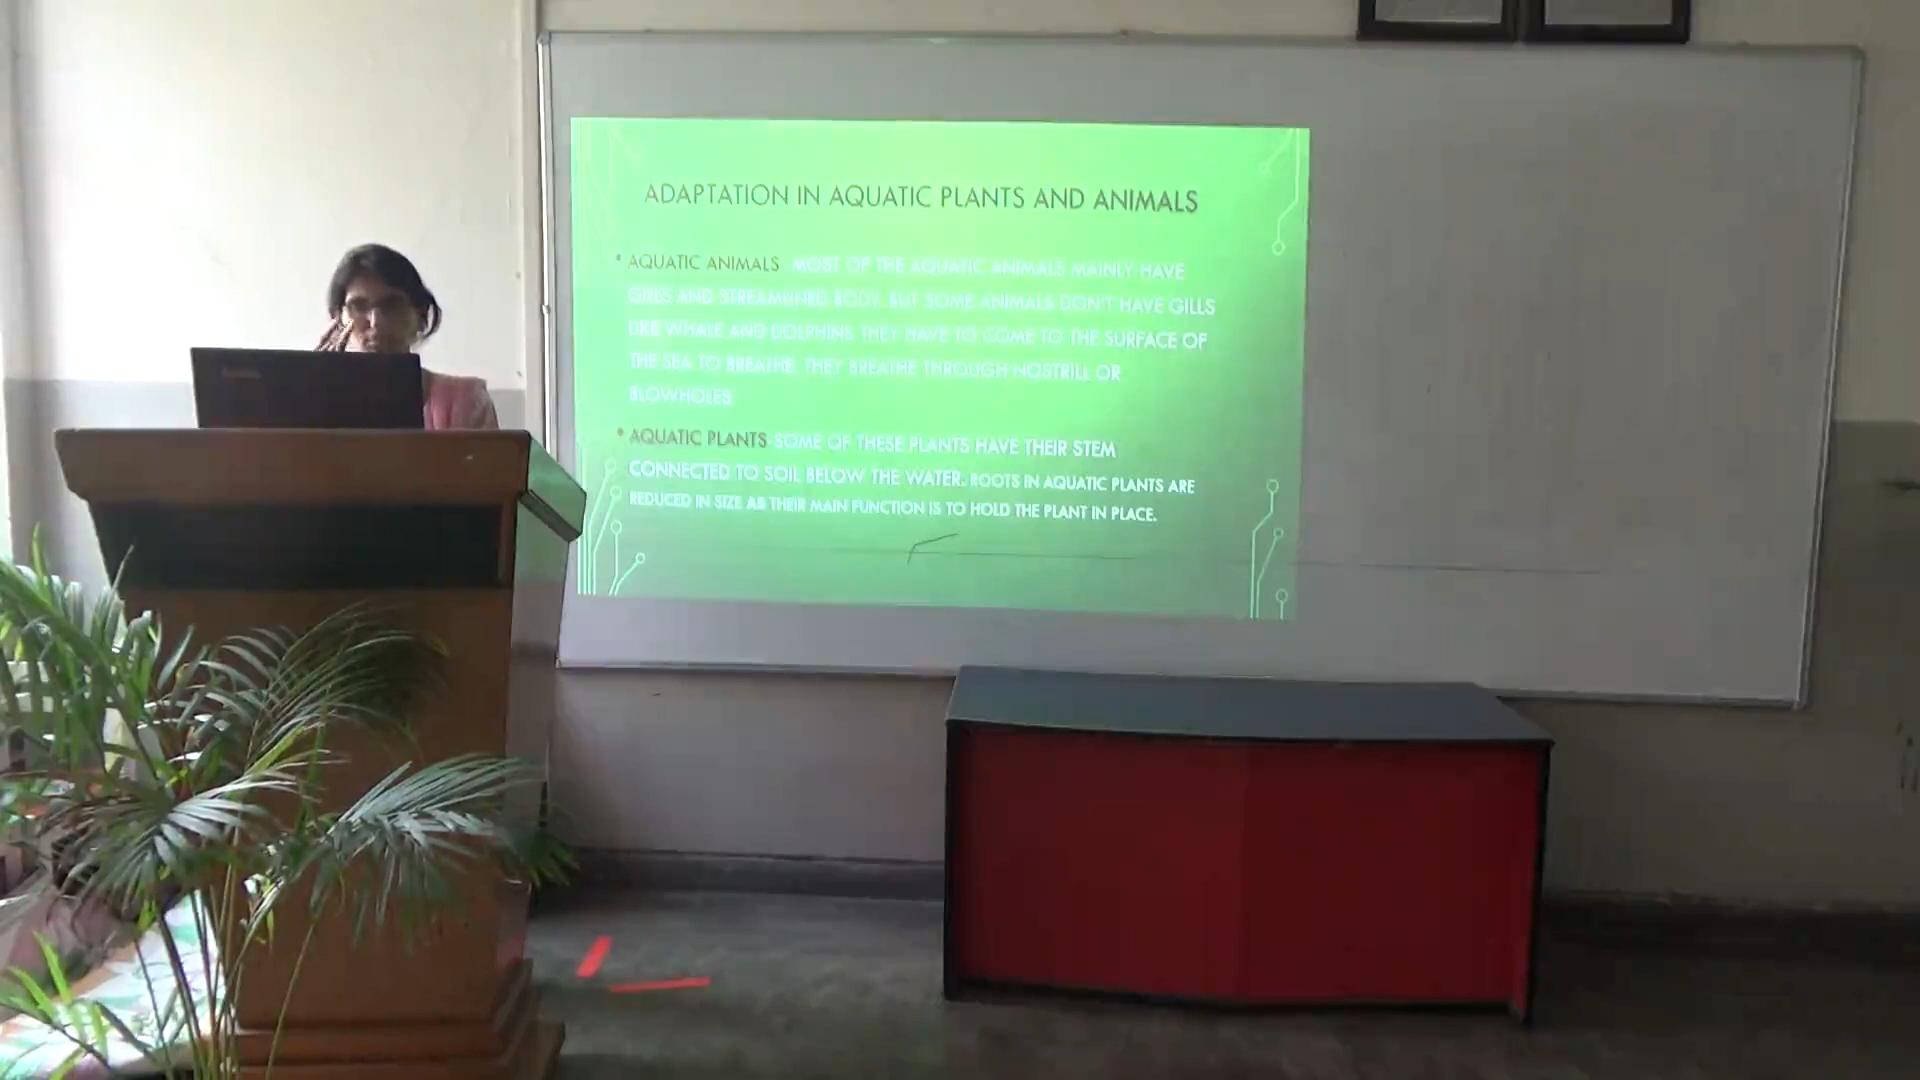 ADAPTATION IN AQUATIC PLANTS AND ANIMALS
• AQUATIC ANIMALS MOST OF THE AQUATIC ANIMALS MAINLY HAVE
GILLS AND STREAMLINED BODY. BUT SOME ANIMALS DON'T HAVE GILLS
LIKE WHALE AND DOLPHINS THEY HAVE TO COME TO THE SURFACE OF
THE SEA TO BREATHE. THEY BREATHE THROUGH NOSTRILL OR
BLOWHOLES
• AQUATIC PLANTS-SOME OF THESE PLANTS HAVE THEIR STEM
CONNECTED TO SOIL BELOW THE WATER. ROOTS IN AQUATIC PLANTS ARE
REDUCED IN SIZE AS THEIR MAIN FUNCTION IS TO HOLD THE PLANT IN PLACE.